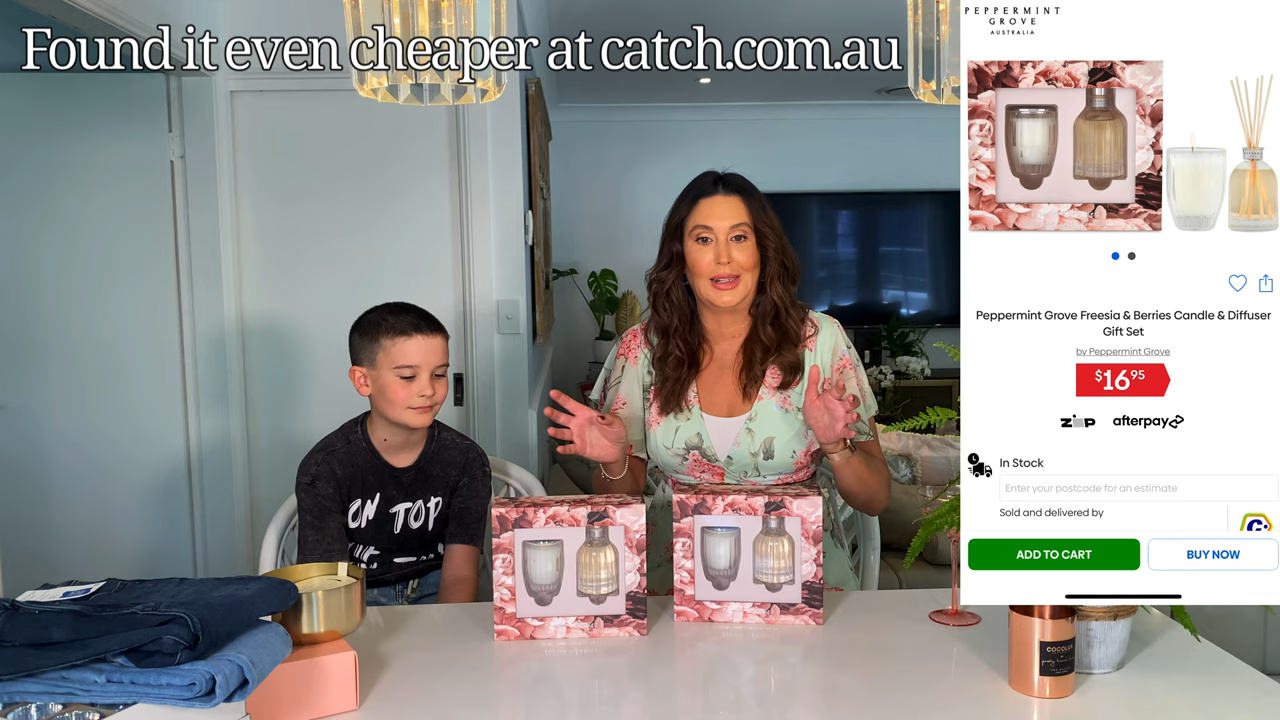 Found it even cheaper at catch.com.au
PEPPERMINT
GROVE
AUSTRALIA
Peppermint Grove Freesia & Berries Candle & Diffuser
Gift Set
by Peppermint Grove
$16.95
zip afterpay
In Stock
Enter your postcode for an estimate
Sold and delivered by
ADD TO CART
BUY NOW
ON TOP